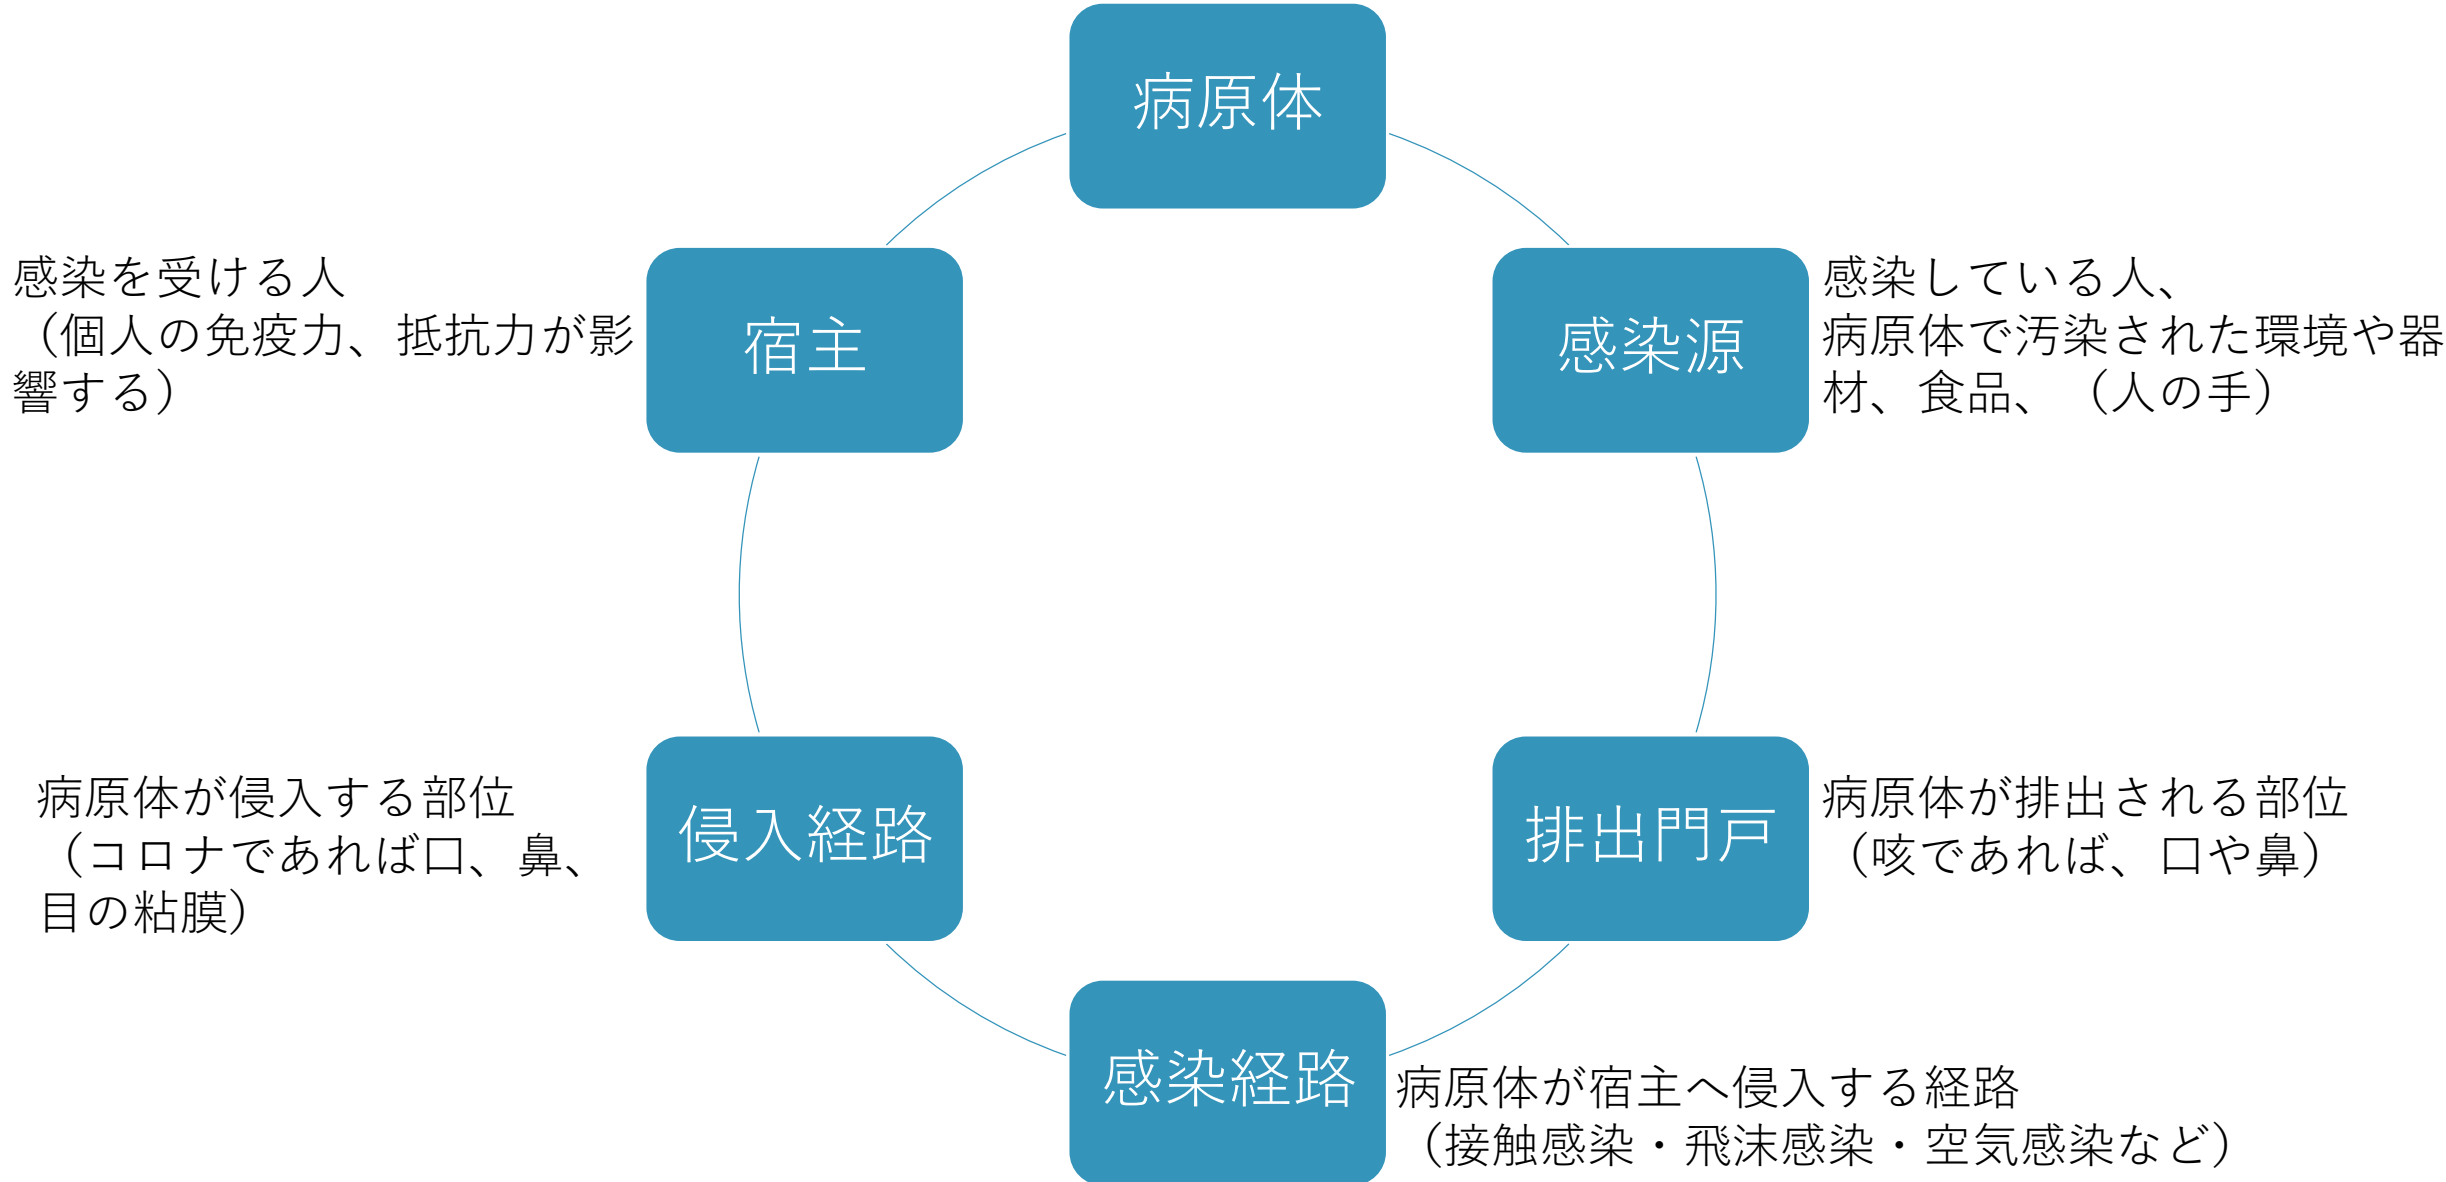 病原体
感染を受ける人
（個人の免疫力、抵抗力が影
響する）
宿主
感染源
感染している人、
病原体で汚染された環境や器
材、食品、（人の手）
病原体が侵入する部位
（コロナであれば口、鼻、
目の粘膜）
侵入経路
排出門戸
病原体が排出される部位
（咳であれば、口や鼻）
感染経路
病原体が宿主へ侵入する経路
（接触感染・飛沫感染・空気感染など）